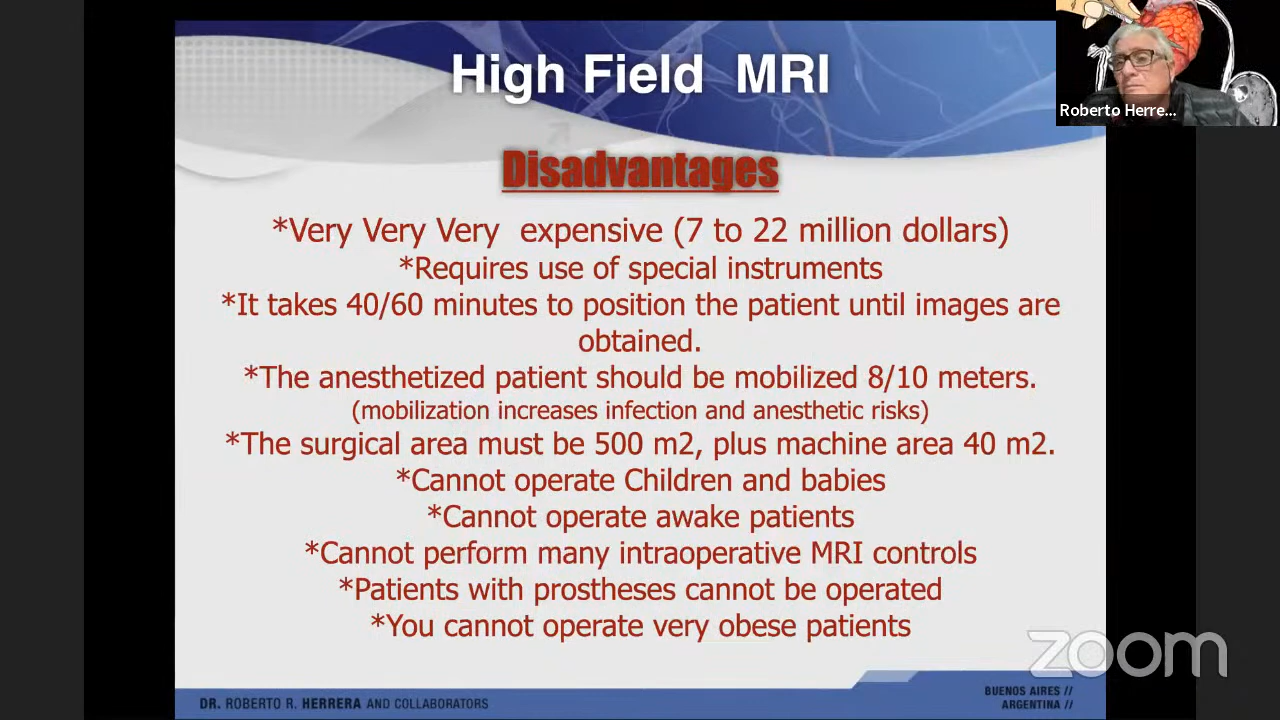 High Field MRI
Roberto Herre...
Disadvantages
*Very Very Very expensive (7 to 22 million dollars)
*Requires use of special instruments
*It takes 40/60 minutes to position the patient until images are
obtained.
*The anesthetized patient should be mobilized 8/10 meters.
(mobilization increases infection and anesthetic risks)
*The surgical area must be 500 m2, plus machine area 40 m2.
*Cannot operate Children and babies
*Cannot operate awake patients
*Cannot perform many intraoperative MRI controls
*Patients with prostheses cannot be operated
*You cannot operate very obese patients
zoom
DR. ROBERTO R. HERRERA AND COLLABORATORS
BUENOS AIRES //
ARGENTINA //